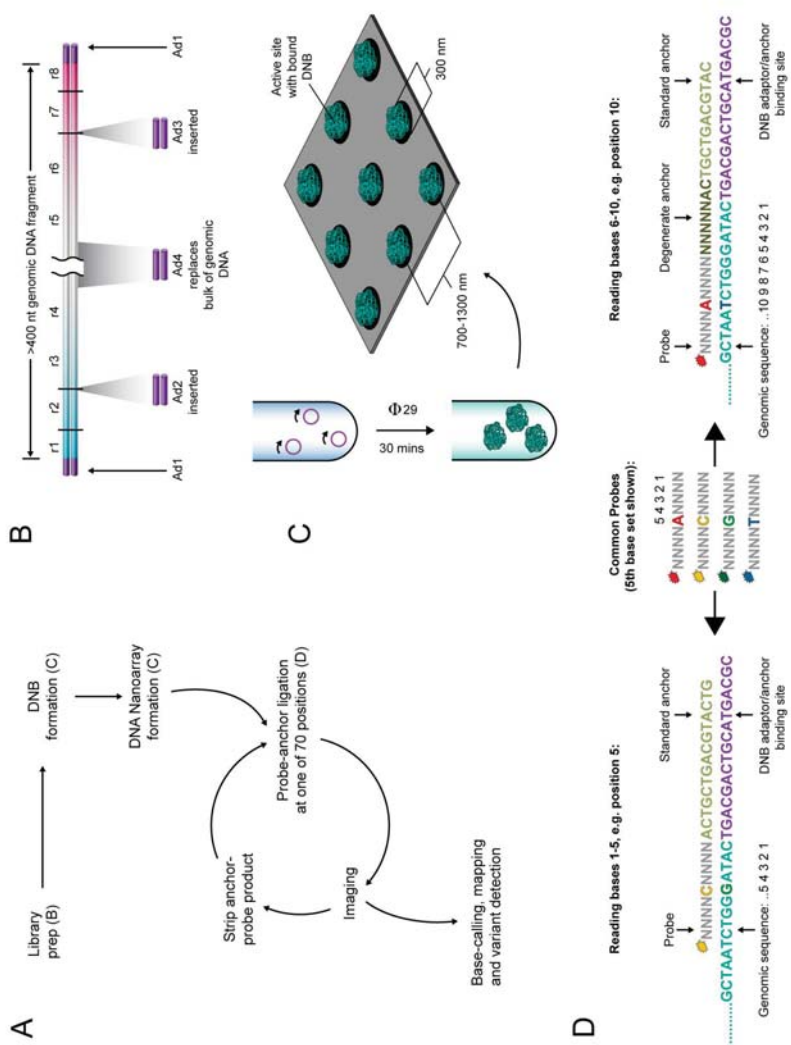 A
Library
prep (B)
DNB
formation (C)
DNA Nanoarray
formation (C)
Probe-anchor ligation
at one of 70 positions (D)
Strip anchor-
probe product
Imaging
Base-calling, mapping
and variant detection
B
>400 nt genomic DNA fragment
r1
r2
r3
r4
r5
r6
r7
r8
Ad1
Ad2
inserted
Ad4
replaces
bulk of genomic
DNA
Ad3
inserted
Ad1
C
Φ29
30 mins
Active site
with bound
DNB
700-1300 nm
300 nm
D
Reading bases 1-5, e.g. position 5:
Probe
Standard anchor
NNNNCNNNNACTGCTGACGTACTG
.........GCTAATCTGGGATACTGACGACTGCATGACGC
Genomic sequence: ..5 4 3 2 1
DNB adaptor/anchor
binding site
Common Probes
(5th base set shown):
5 4 3 2 1
NNNNANNNN
NNNNCNNNN
NNNNGNNNN
NNNNTNNNN
Reading bases 6-10, e.g. position 10:
Probe
Degenerate anchor
Standard anchor
NNNNANNNNNNNNNACTGCTGACGTAC
.........GCTAATCTGGGATACTGACGACTGCATGACGC
Genomic sequence: ..10 9 8 7 6 5 4 3 2 1
DNB adaptor/anchor
binding site